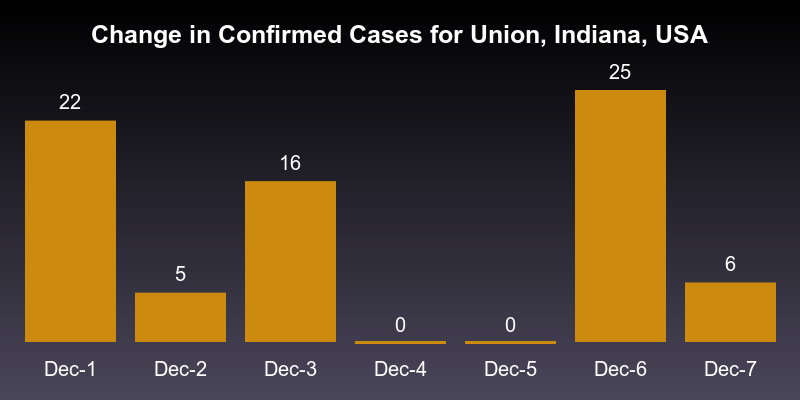 Change in Confirmed Cases for Union, Indiana, USA
22
5
16
0
0
25
6
Dec-1
Dec-2
Dec-3
Dec-4
Dec-5
Dec-6
Dec-7